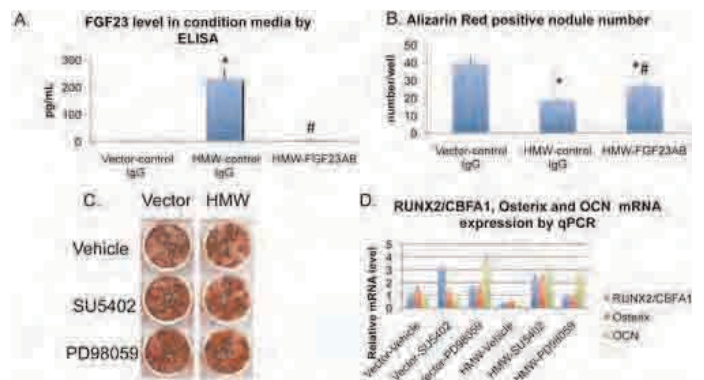 A. FGF23 level in condition media by
ELISA
300
200
100
0
pg/mL
*
#
Vector-control
IgG
HMW-control
IgG
HMW-FGF23AB
B. Alizarin Red positive nodule number
50
40
30
20
10
0
number/well
*
*#
Vector-control
IgG
HMW-control
IgG
HMW-FGF23AB
C. Vector HMW
Vehicle
SU5402
PD98059
D. RUNX2/CBFA1, Osterix and OCN mRNA
expression by qPCR
5
4
3
2
1
0
Relative mRNA level
Vector-Vehicle
Vector-SU5402
Vector-PD98059
HMW-Vehicle
HMW-SU5402
HMW-PD98059
RUNX2/CBFA1
Osterix
OCN